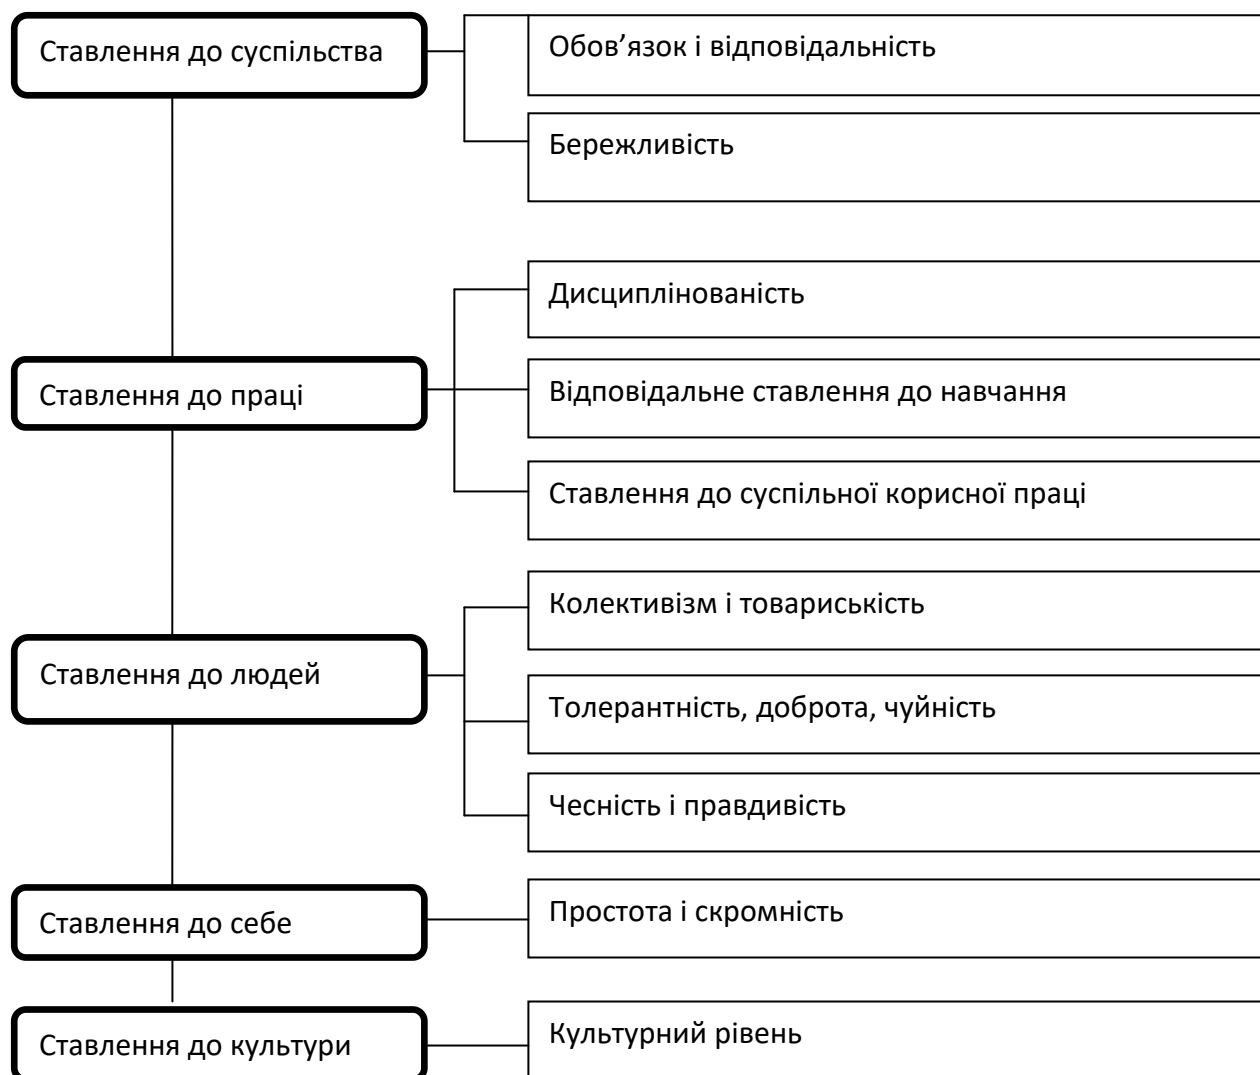 Ставлення до суспільства
Обов’язок і відповідальність
Бережливість
Ставлення до праці
Дисциплінованість
Відповідальне ставлення до навчання
Ставлення до суспільної корисної праці
Ставлення до людей
Колективізм і товариськість
Толерантність, доброта, чуйність
Чесність і правдивість
Ставлення до себе
Простота і скромність
Ставлення до культури
Культурний рівень